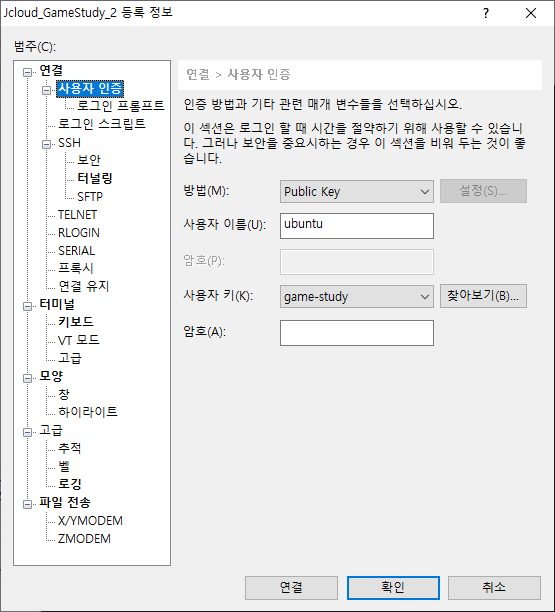 Jcloud_GameStudy_2 등록 정보
범주(C):
연결
사용자 인증
로그인 프롬프트
로그인 스크립트
SSH
보안
터널링
SFTP
TELNET
RLOGIN
SERIAL
프록시
연결 유지
터미널
키보드
VT 모드
고급
모양
창
하이라이트
고급
추적
벨
로깅
파일 전송
X/YMODEM
ZMODEM
연결 > 사용자 인증
인증 방법과 기타 관련 매개 변수들을 선택하십시오.
이 섹션은 로그인 할 때 시간을 절약하기 위해 사용할 수 있습니
다. 그러나 보안을 중요시하는 경우 이 섹션을 비워 두는 것이 좋
습니다.
방법(M): Public Key 설정(S)...
사용자 이름(U): ubuntu
암호(P):
사용자 키(K): game-study 찾아보기(B)...
암호(A):
연결 확인 취소